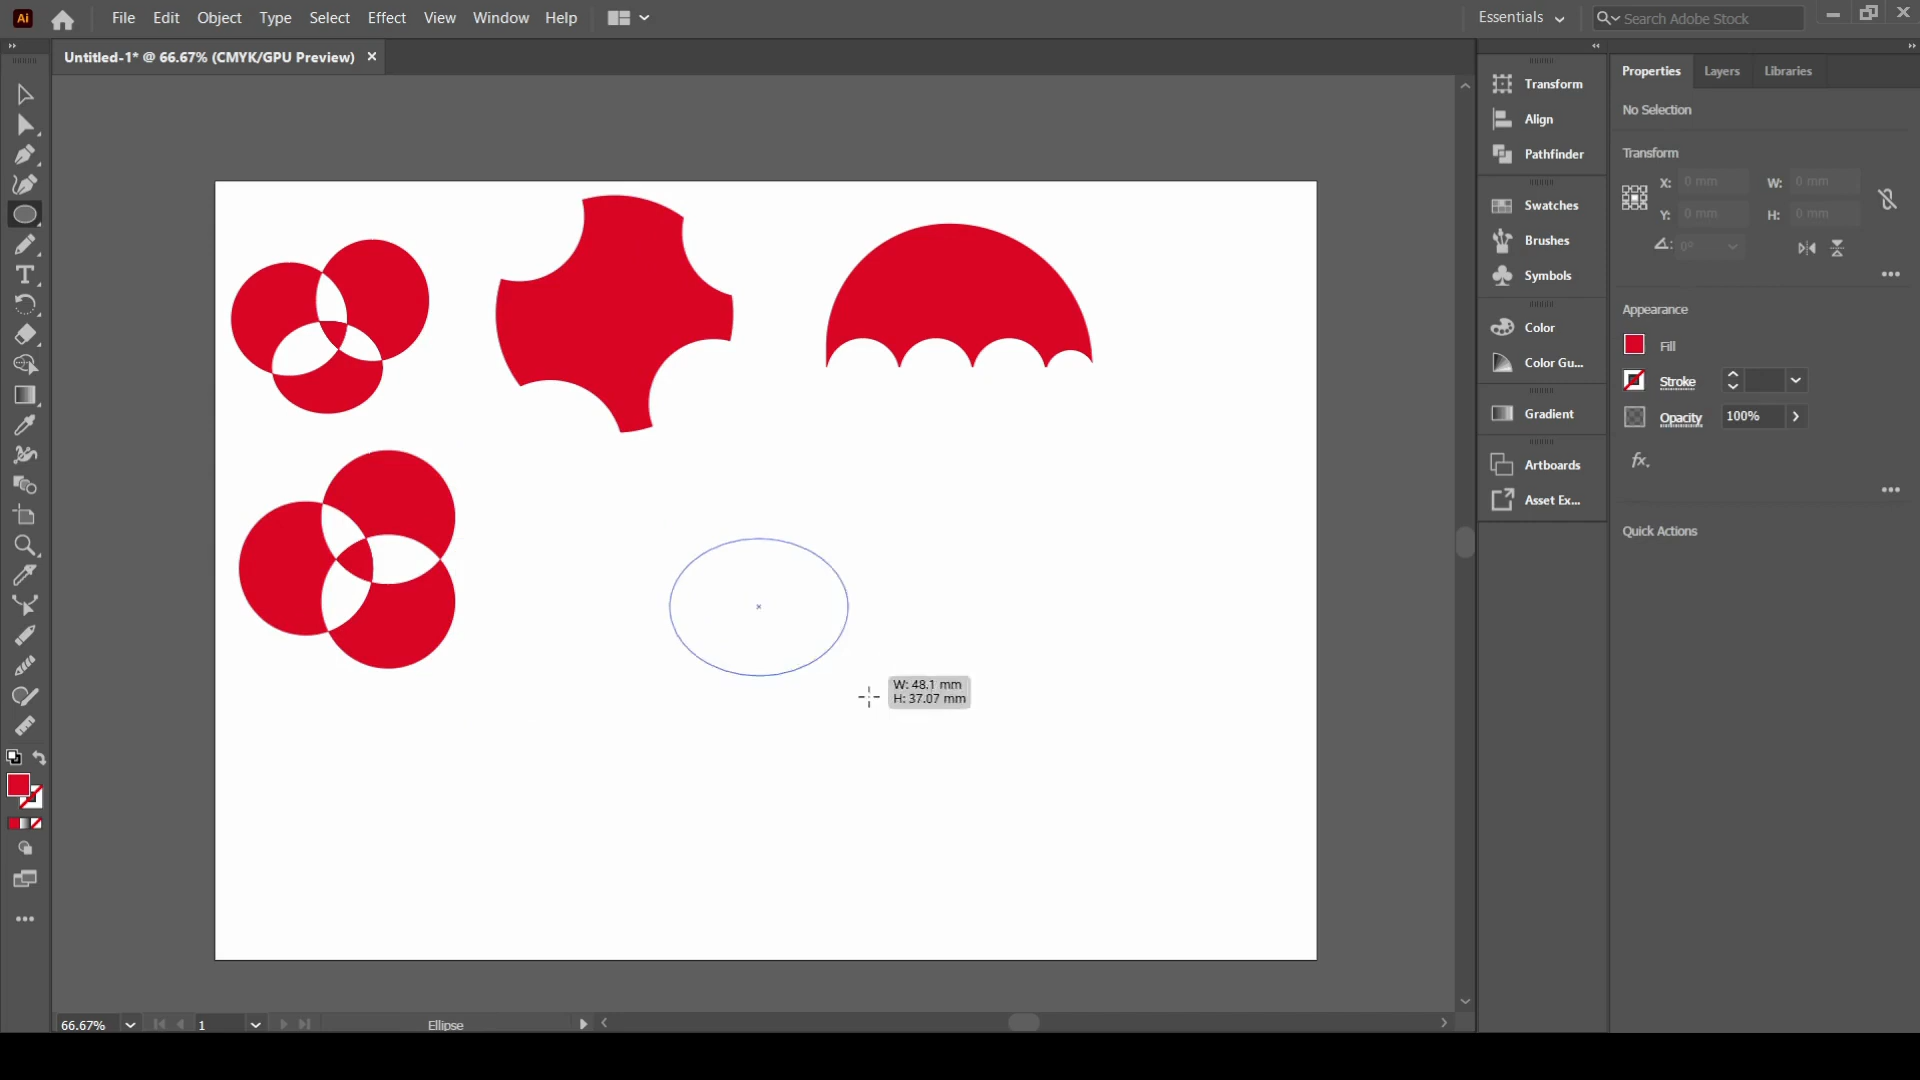 Ai File Edit Object Type Select Effect View Window Help Essentials Search Adobe Stock
Untitled-1* @ 66.67% (CMYK/GPU Preview)
Transform
Align
Pathfinder
Swatches
Brushes
Symbols
Color
Color Gu...
Gradient
Artboards
Asset Ex...
Properties Layers Libraries
No Selection
Transform
X: 0 mm W: 0 mm
Y: 0 mm H: 0 mm
0°
Appearance
Fill
Stroke
Opacity 100%
fx.
Quick Actions
W: 48.1 mm
H: 37.07 mm
66.67% 1 Ellipse